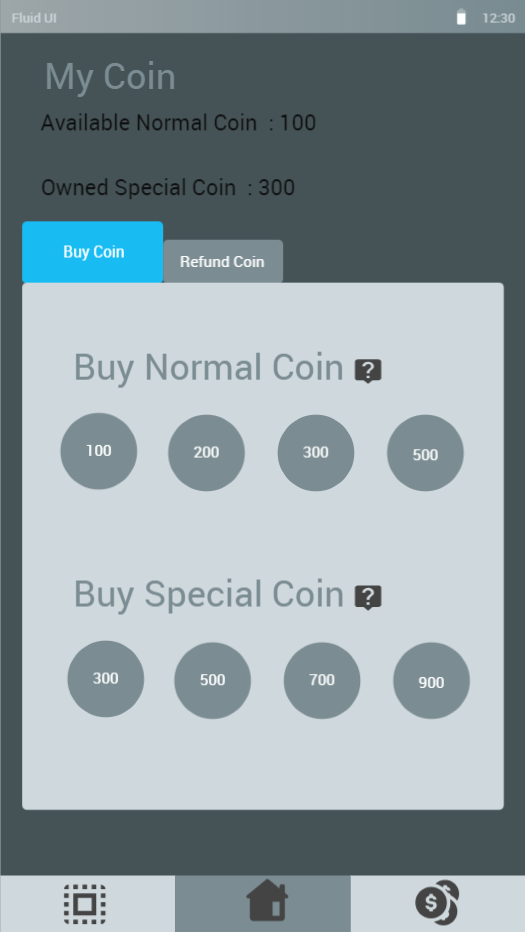 Fluid UI 12:30
My Coin
Available Normal Coin : 100
Owned Special Coin : 300
Buy Coin
Refund Coin
Buy Normal Coin ?
100 200 300 500
Buy Special Coin ?
300 500 700 900
$